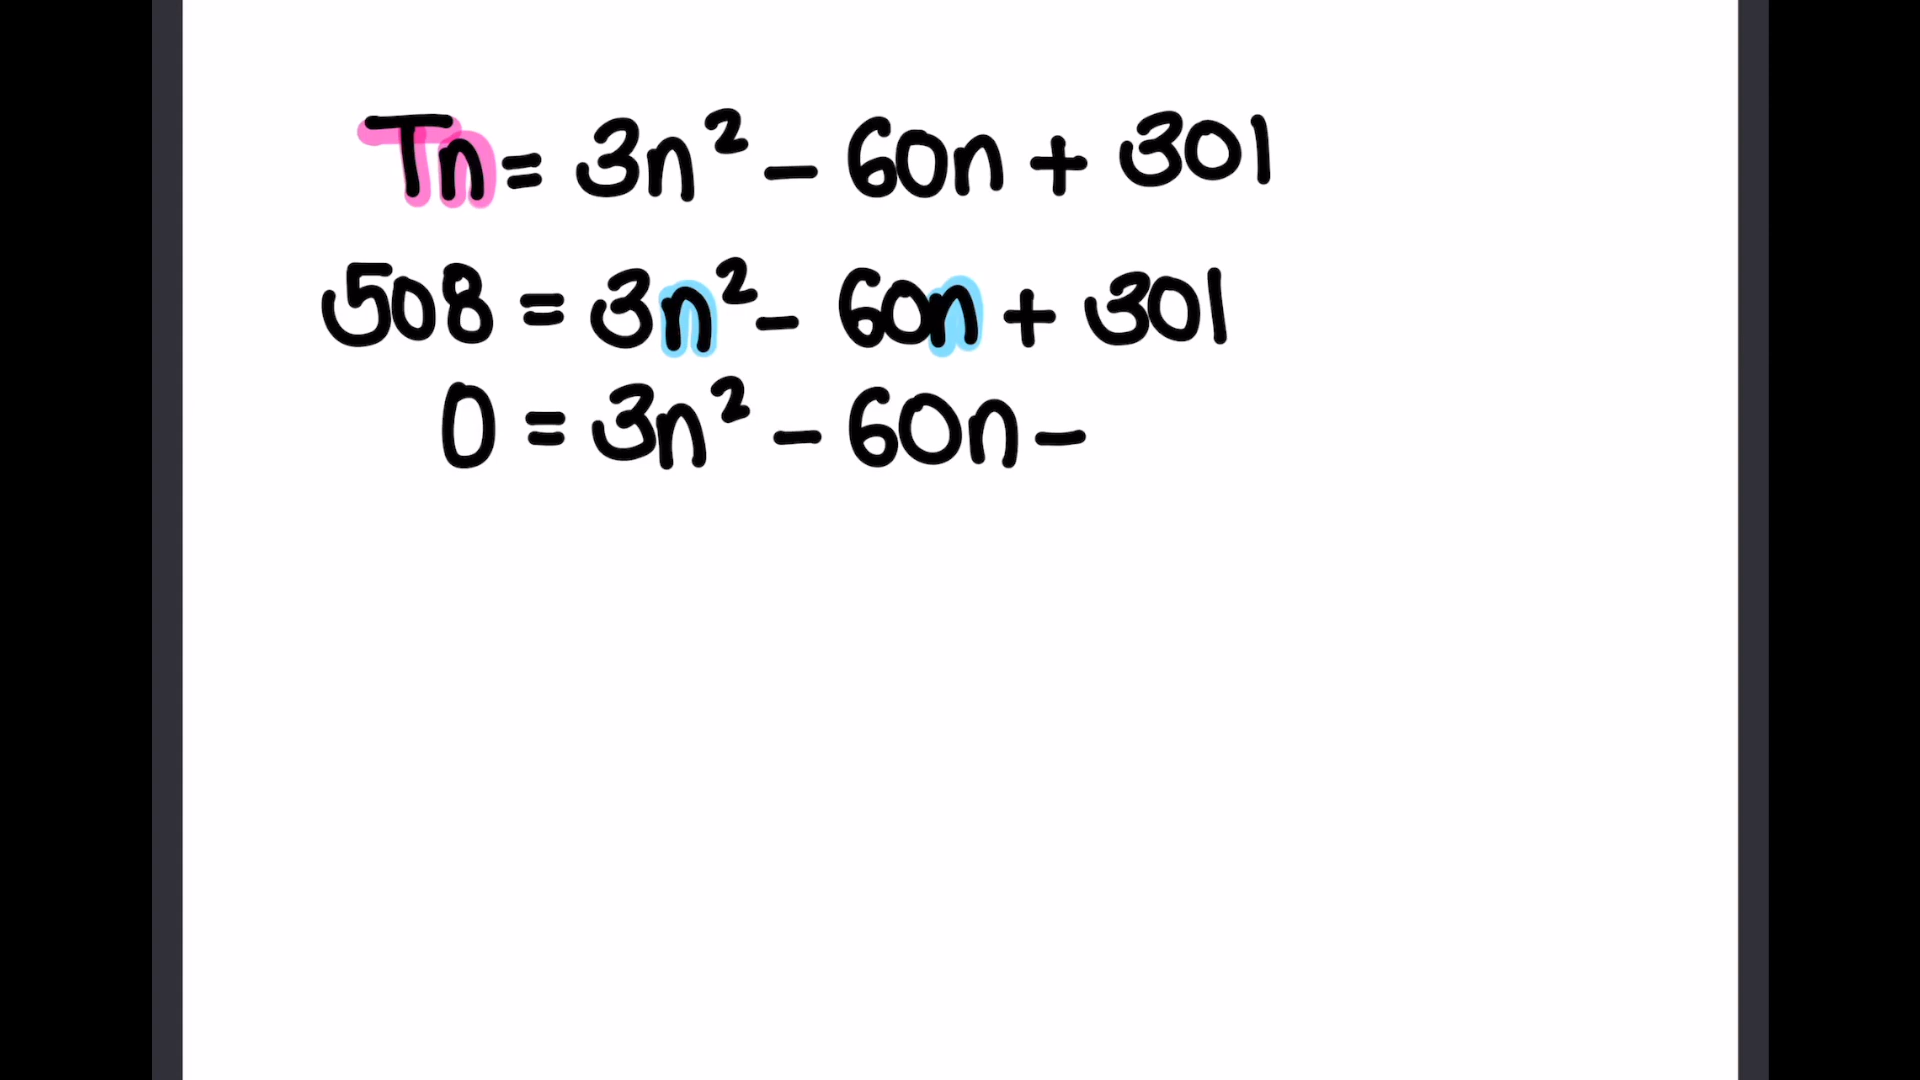 Tn = 3n² - 60n + 301
508 = 3n² - 60n + 301
0 = 3n² - 60n -